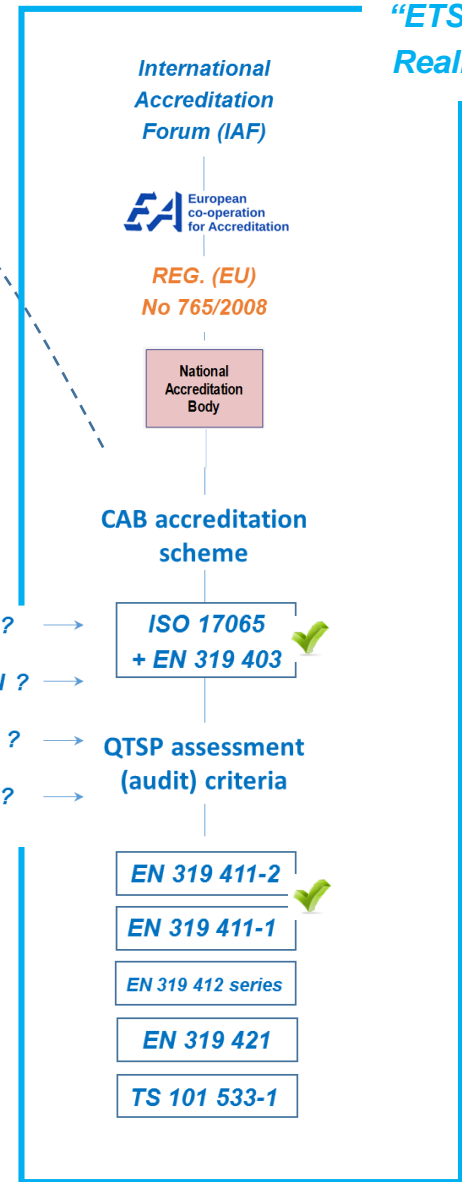 “ETS
Reali
International
Accreditation
Forum (IAF)
EA European
co-operation
for Accreditation
REG. (EU)
No 765/2008
National
Accreditation
Body
CAB accreditation
scheme
?
ISO 17065
+ EN 319 403
?
?
QTSP assessment
(audit) criteria
?
EN 319 411-2
EN 319 411-1
EN 319 412 series
EN 319 421
TS 101 533-1